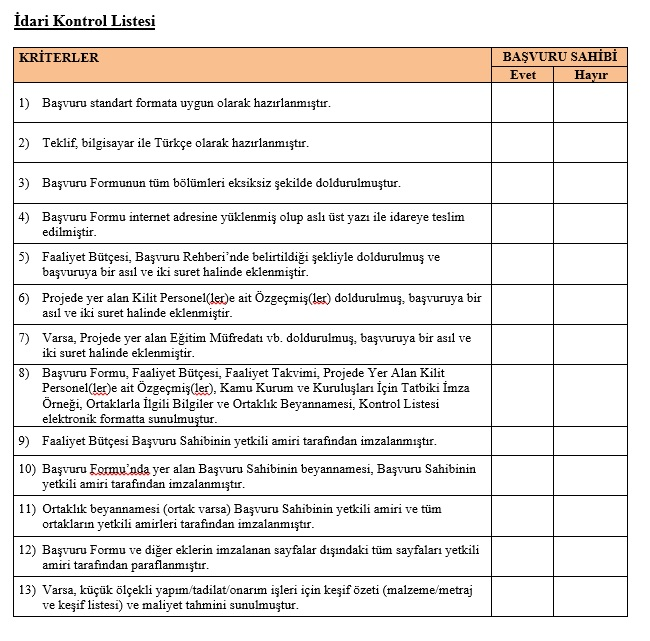 İdari Kontrol Listesi
KRİTERLER
BAŞVURU SAHİBİ
Evet
Hayır
1) Başvuru standart formata uygun olarak hazırlanmıştır.
2) Teklif, bilgisayar ile Türkçe olarak hazırlanmıştır.
3) Başvuru Formunun tüm bölümleri eksiksiz şekilde doldurulmuştur.
4) Başvuru Formu internet adresine yüklenmiş olup aslı üst yazı ile idareye teslim
edilmiştir.
5) Faaliyet Bütçesi, Başvuru Rehberi’nde belirtildiği şekliyle doldurulmuş ve
başvuruya bir asıl ve iki suret halinde eklenmiştir.
6) Projede yer alan Kilit Personel(ler)e ait Özgeçmiş(ler) doldurulmuş, başvuruya bir
asıl ve iki suret halinde eklenmiştir.
7) Varsa, Projede yer alan Eğitim Müfredatı vb. doldurulmuş, başvuruya bir asıl ve
iki suret halinde eklenmiştir.
8) Başvuru Formu, Faaliyet Bütçesi, Faaliyet Takvimi, Projede Yer Alan Kilit
Personel(ler)e ait Özgeçmiş(ler), Kamu Kurum ve Kuruluşları İçin Tatbiki İmza
Örneği, Ortaklarla İlgili Bilgiler ve Ortaklık Beyannamesi, Kontrol Listesi
elektronik formatta sunulmuştur.
9) Faaliyet Bütçesi Başvuru Sahibinin yetkili amiri tarafından imzalanmıştır.
10) Başvuru Formu’nda yer alan Başvuru Sahibinin beyannamesi, Başvuru Sahibinin
yetkili amiri tarafından imzalanmıştır.
11) Ortaklık beyannamesi (ortak varsa) Başvuru Sahibinin yetkili amiri ve tüm
ortakların yetkili amirleri tarafından imzalanmıştır.
12) Başvuru Formu ve diğer eklerin imzalanan sayfalar dışındaki tüm sayfaları yetkili
amiri tarafından paraflanmıştır.
13) Varsa, küçük ölçekli yapım/tadilat/onarım işleri için keşif özeti (malzeme/metraj
ve keşif listesi) ve maliyet tahmini sunulmuştur.